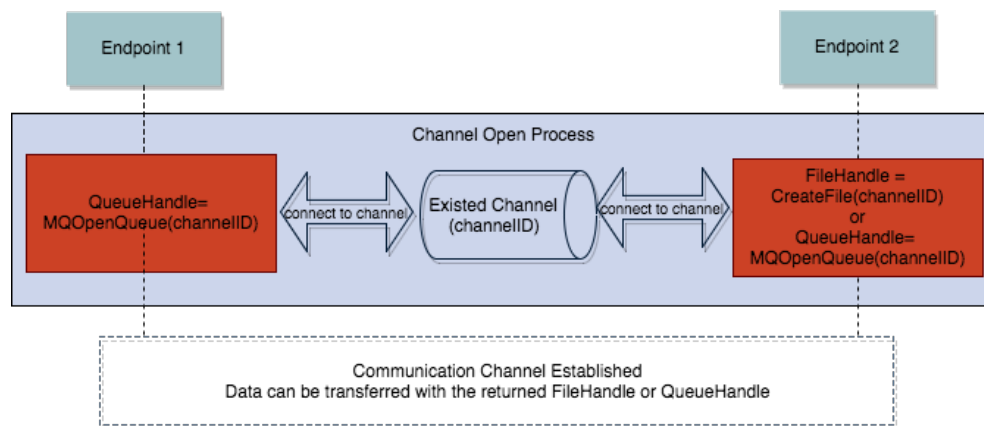 Endpoint 1
Endpoint 2
Channel Open Process
QueueHandle=
MQOpenQueue(channelID)
connect to channel
Existed Channel
(channelID)
connect to channel
FileHandle =
CreateFile(channelID)
or
QueueHandle=
MQOpenQueue(channelID)
Communication Channel Established
Data can be transferred with the returned FileHandle or QueueHandle